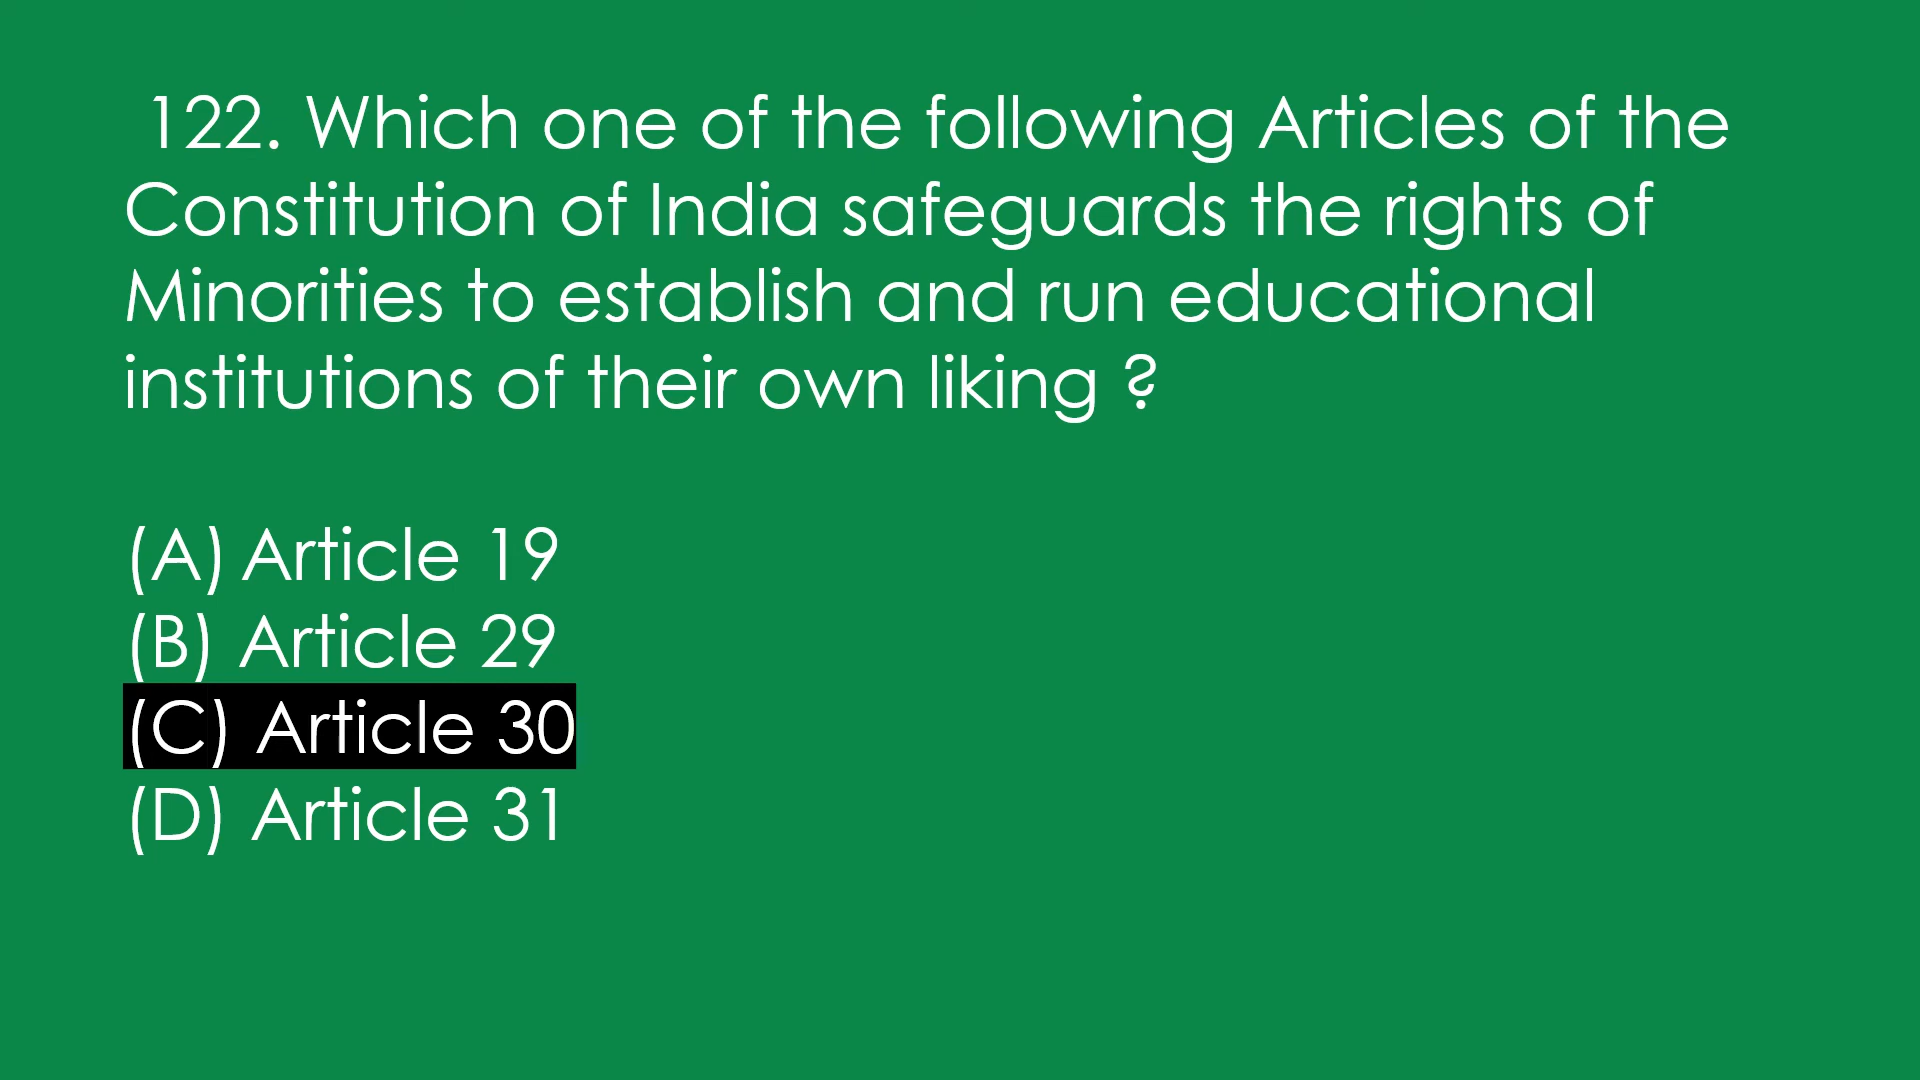 122. Which one of the following Articles of the
Constitution of India safeguards the rights of
Minorities to establish and run educational
institutions of their own liking ?
(A) Article 19
(B) Article 29
(C) Article 30
(D) Article 31